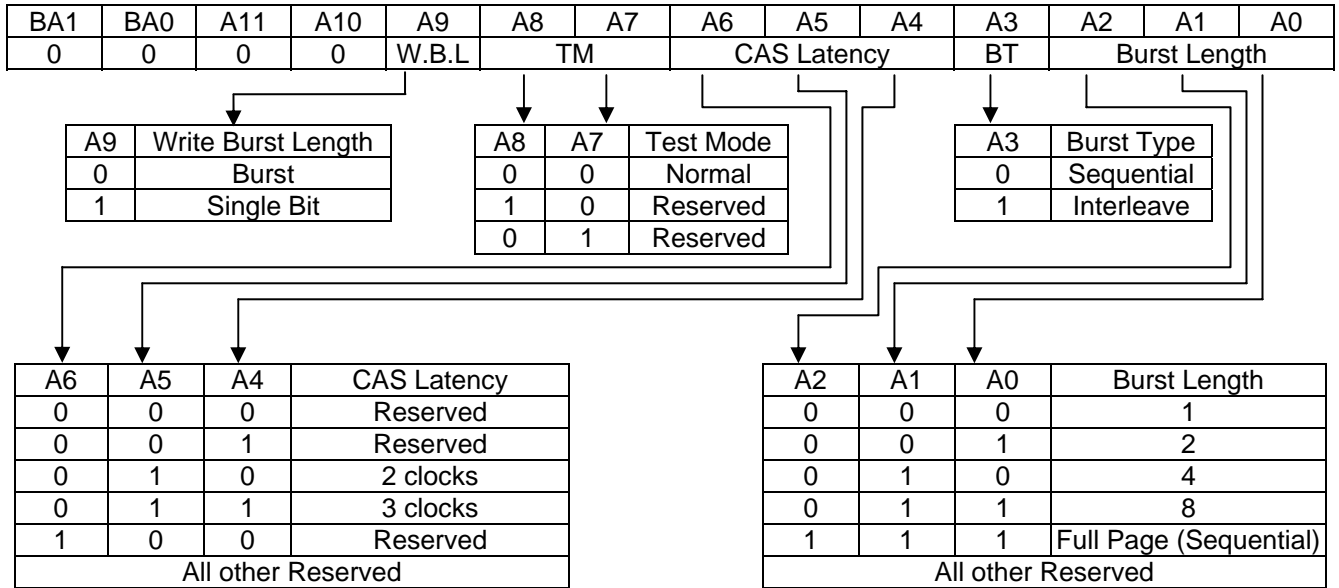 BA1 BA0 A11 A10 A9 A8 A7 A6 A5 A4 A3 A2 A1 A0
0 0 0 0 W.B.L TM CAS Latency BT Burst Length
A9 Write Burst Length
0 Burst
1 Single Bit
A8 A7 Test Mode
0 0 Normal
1 0 Reserved
0 1 Reserved
A3 Burst Type
0 Sequential
1 Interleave
A6 A5 A4 CAS Latency
0 0 0 Reserved
0 0 1 Reserved
0 1 0 2 clocks
0 1 1 3 clocks
1 0 0 Reserved
All other Reserved
A2 A1 A0 Burst Length
0 0 0 1
0 0 1 2
0 1 0 4
0 1 1 8
1 1 1 Full Page (Sequential)
All other Reserved